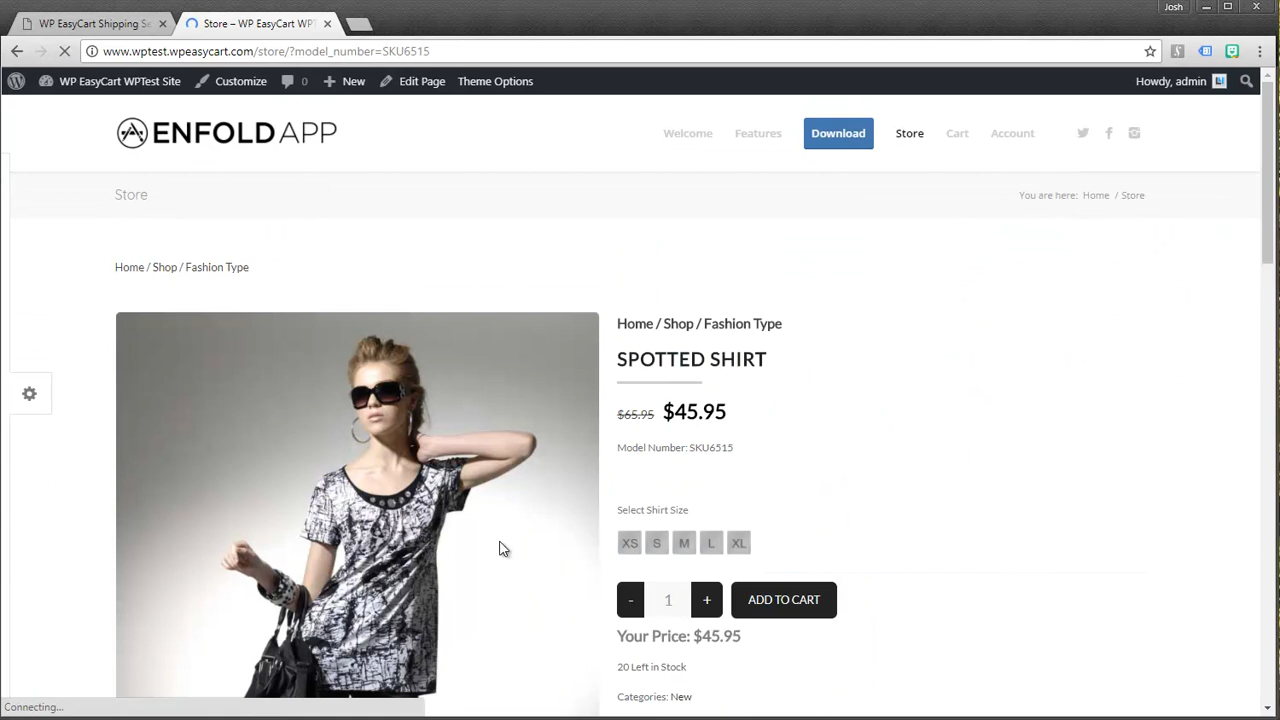 Josh
WP EasyCart Shipping Se
Store – WP EasyCart WPT
www.wptest.wpeasycart.com/store/?model_number=SKU6515
WP EasyCart WPTest Site
Customize
0
New
Edit Page
Theme Options
Howdy, admin
ENFOLD APP
Welcome
Features
Download
Store
Cart
Account
Store
You are here: Home / Store
Home / Shop / Fashion Type
Home / Shop / Fashion Type
SPOTTED SHIRT
$65.95 $45.95
Model Number: SKU6515
Select Shirt Size
XS S M L XL
- 1 + ADD TO CART
Your Price: $45.95
20 Left in Stock
Categories: New
Connecting...